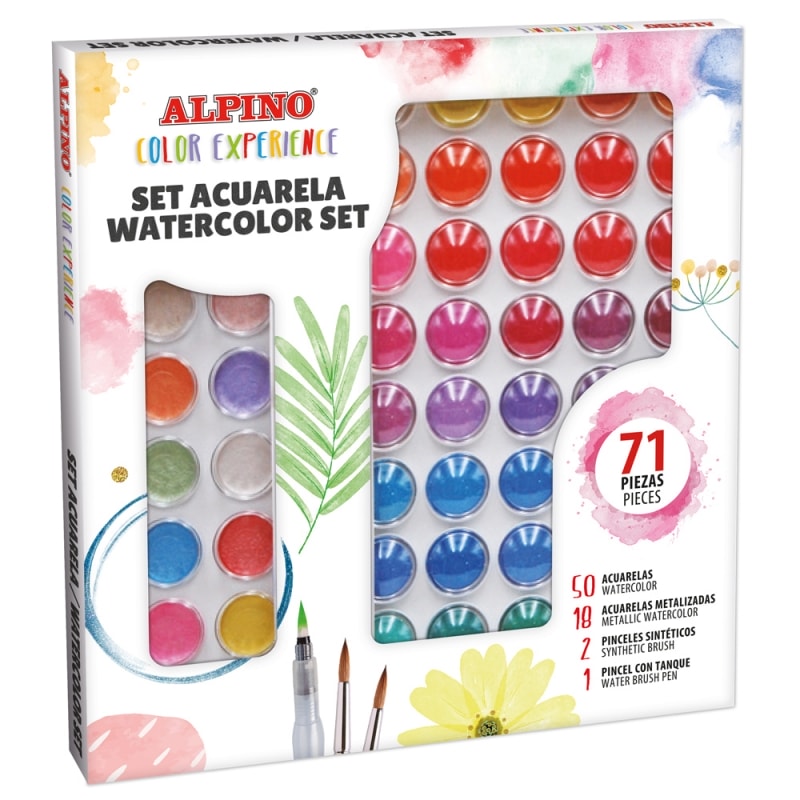 ALPINO®
COLOR EXPERIENCE
SET ACUARELA
WATERCOLOR SET
71
PIEZAS
PIECES
50 ACUARELAS
WATERCOLOR
18 ACUARELAS METALIZADAS
METALLIC WATERCOLOR
2 PINCELES SINTÉTICOS
SYNTHETIC BRUSH
1 PINCEL CON TANQUE
WATER BRUSH PEN
ALPINO®
COLOR EXPERIENCE
SET ACUARELA / WATERCOLOR SET
SET ACUARELA / WATERCOLOR SET